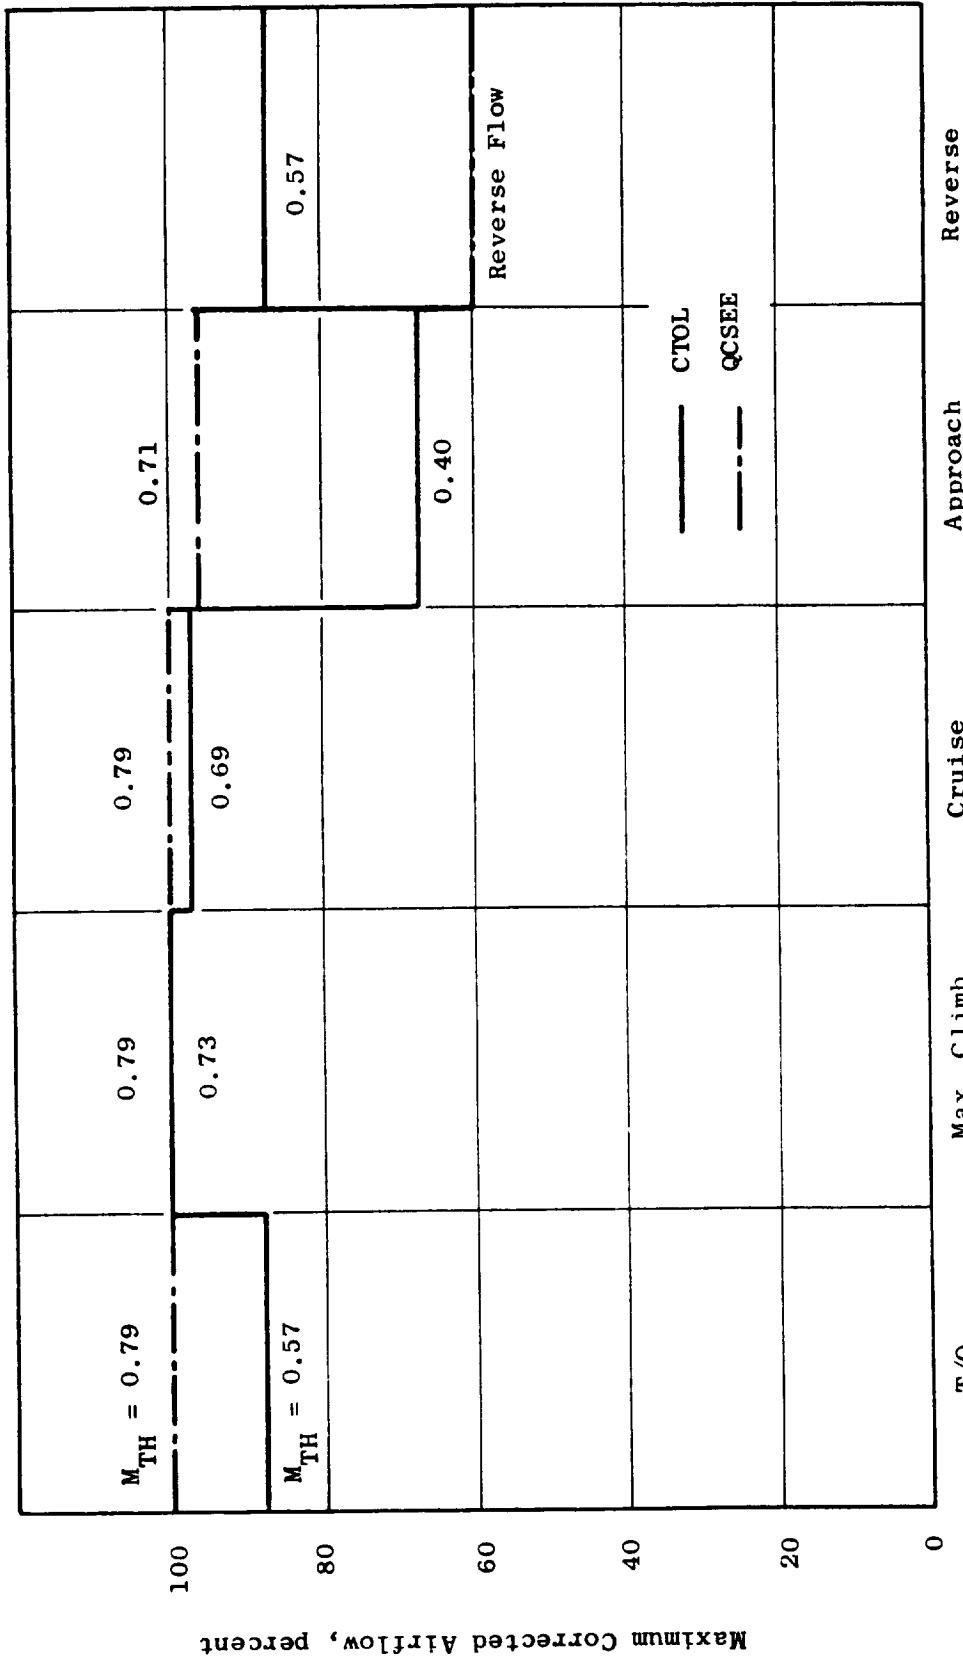 Maximum Corrected Airflow, percent
100
80
60
40
20
0
M_TH = 0.79
M_TH = 0.57
0.79
0.73
0.79
0.69
0.71
0.40
0.57
Reverse Flow
CTOL
QCSEE
T/O
Max Climb
Cruise
Approach
Reverse